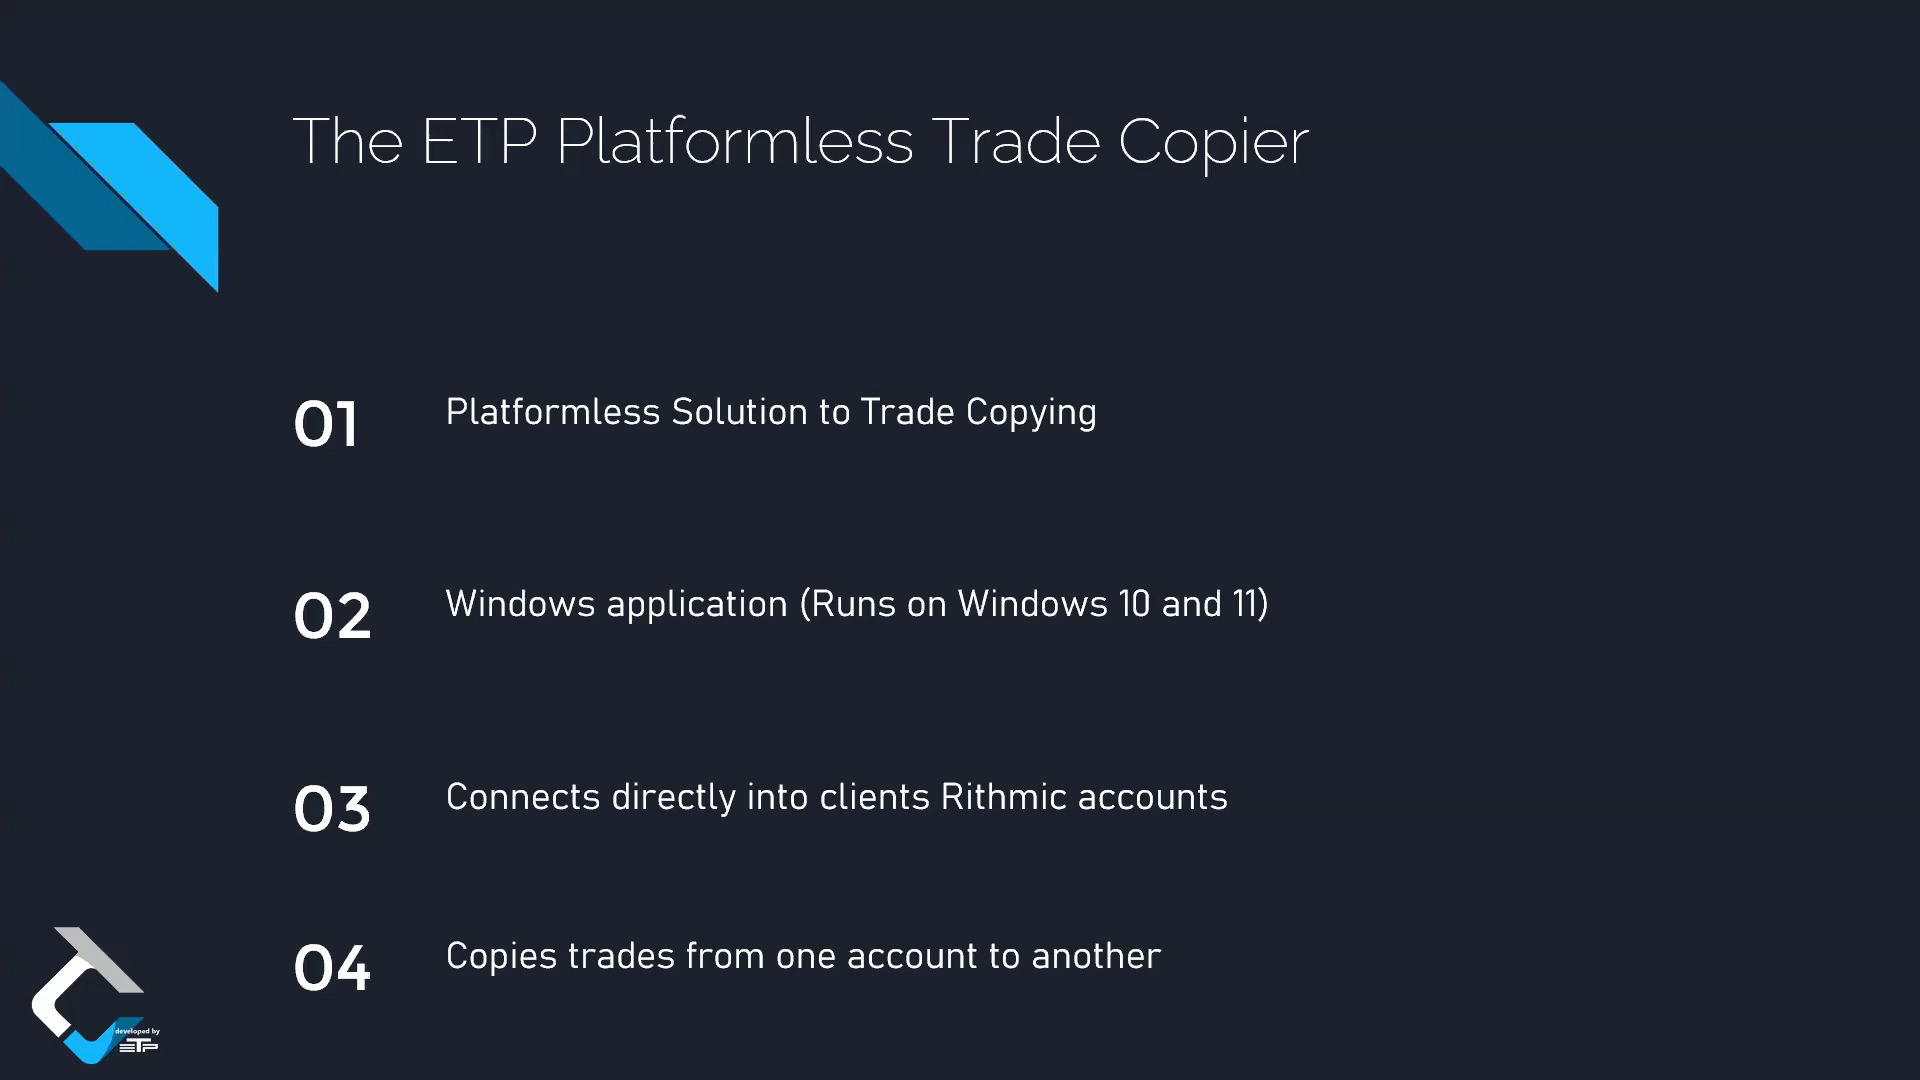 The ETP Platformless Trade Copier
01 Platformless Solution to Trade Copying
02 Windows application (Runs on Windows 10 and 11)
03 Connects directly into clients Rithmic accounts
04 Copies trades from one account to another
developed by
ETP